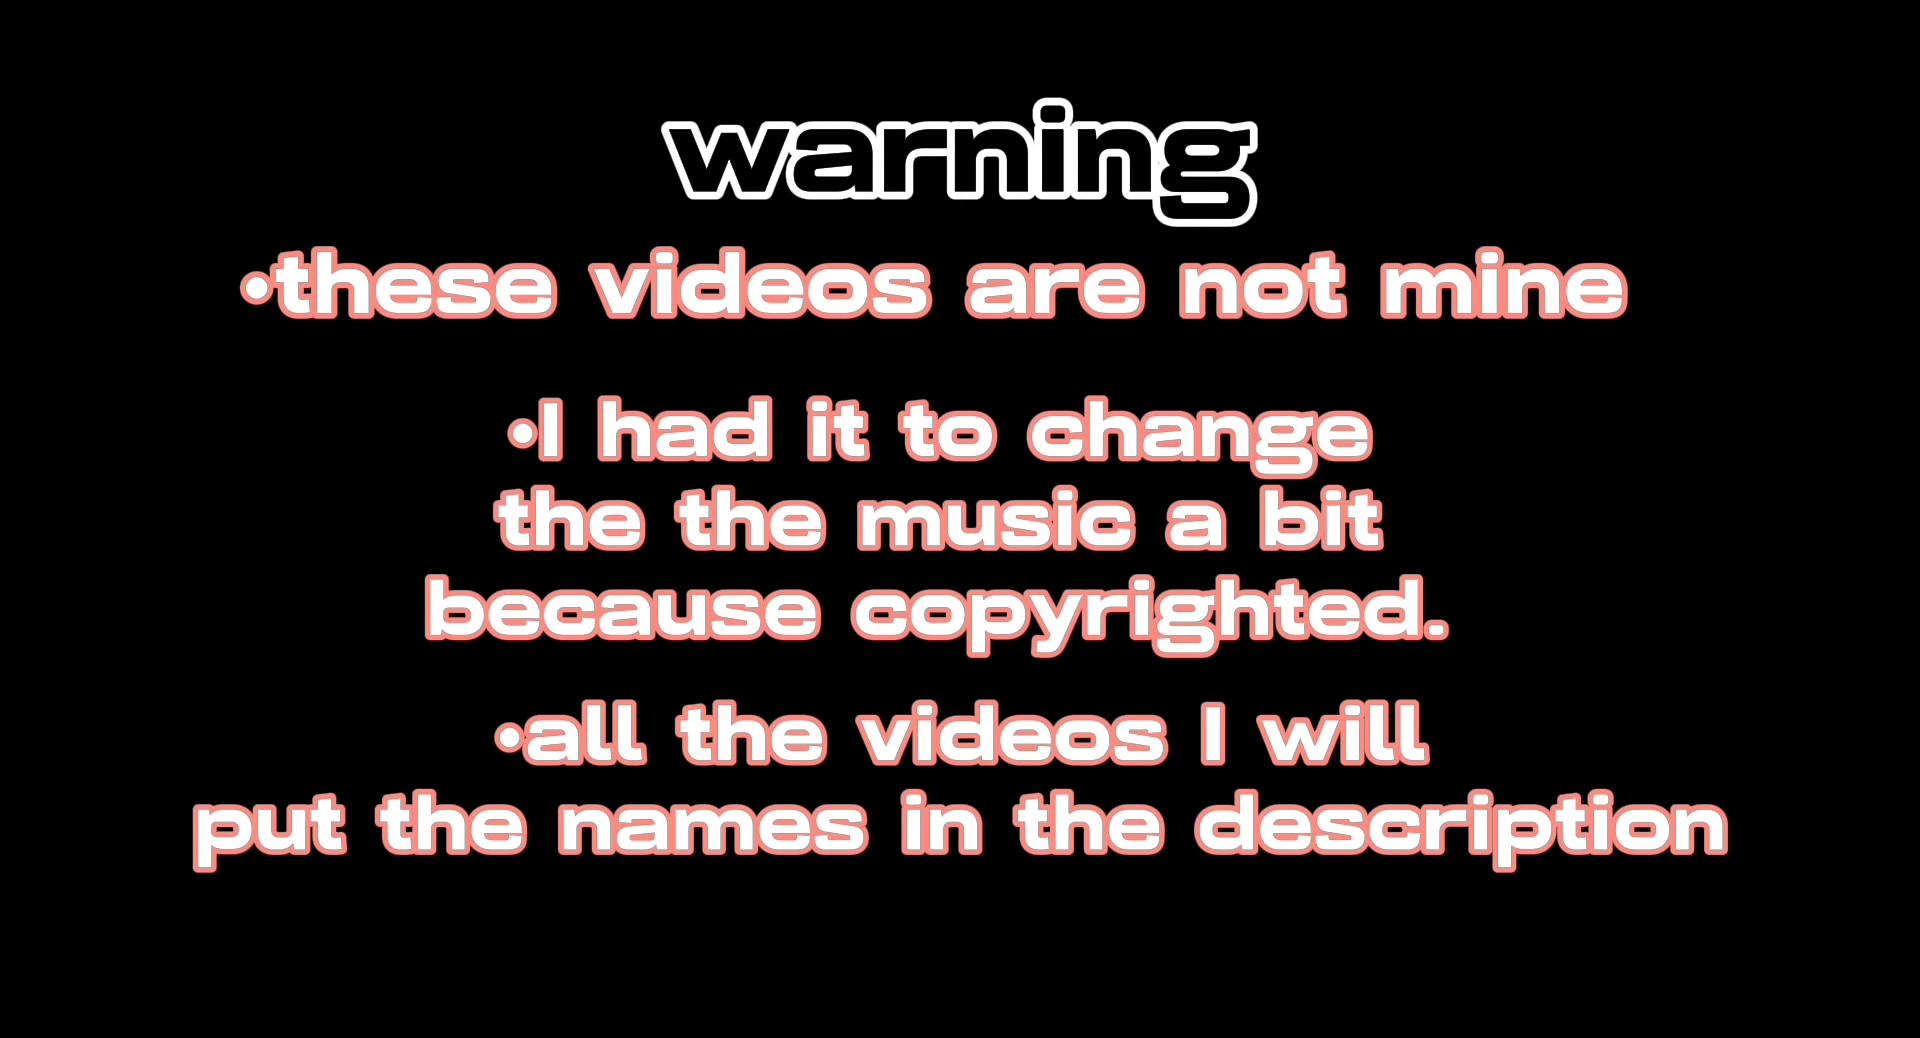 warning
•these videos are not mine
•I had it to change
the the music a bit
because copyrighted.
•all the videos I will
put the names in the description